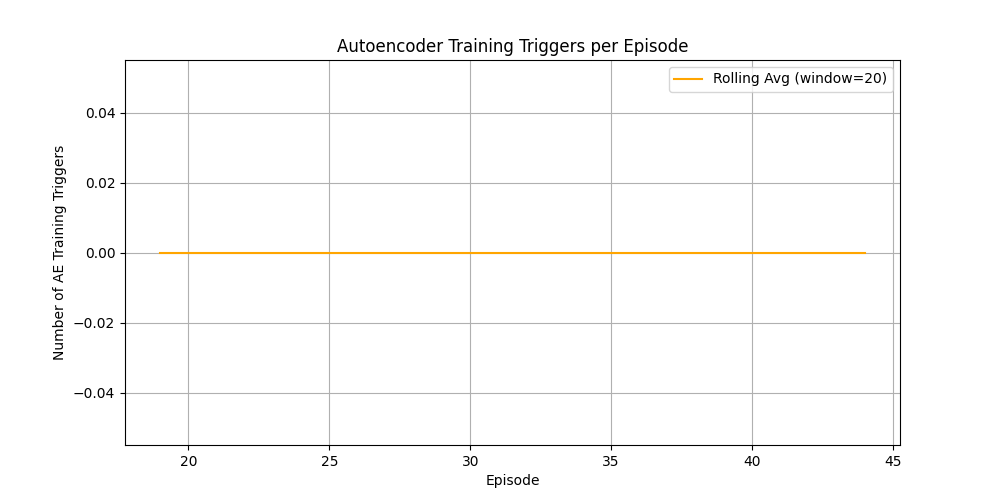 Autoencoder Training Triggers per Episode
Rolling Avg (window=20)
Number of AE Training Triggers
0.04
0.02
0.00
−0.02
−0.04
20 25 30 35 40 45
Episode